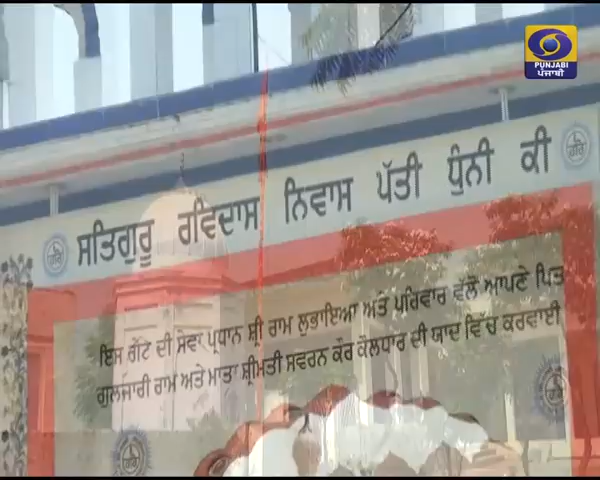 PUNJABI
ਪੰਜਾਬੀ
ਸਤਿਗੁਰੂ ਰਵਿਦਾਸ ਨਿਵਾਸ ਪੱਤੀ ਧੁੰਨੀ ਕੀ
ਇਸ ਗੇਟ ਦੀ ਸੇਵਾ ਪ੍ਰਧਾਨ ਸ਼੍ਰੀ ਰਾਮ ਲੁਭਾਇਆ ਅਤੇ ਪਰਿਵਾਰ ਵੱਲੋਂ ਆਪਣੇ ਪਿਤਾ
ਗੁਲਜਾਰੀ ਰਾਮ ਅਤੇ ਮਾਤਾ ਸ਼੍ਰੀਮਤੀ ਸਵਰਨ ਕੌਰ ਕੋਲਧਾਰ ਦੀ ਯਾਦ ਵਿੱਚ ਕਰਵਾਈ